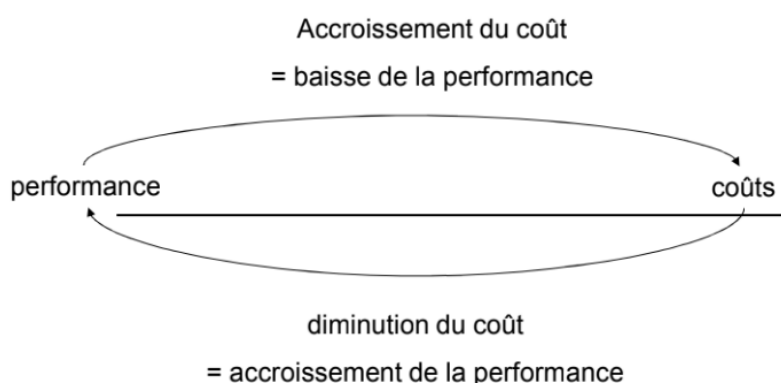 Accroissement du coût
= baisse de la performance
performance
coûts
diminution du coût
= accroissement de la performance